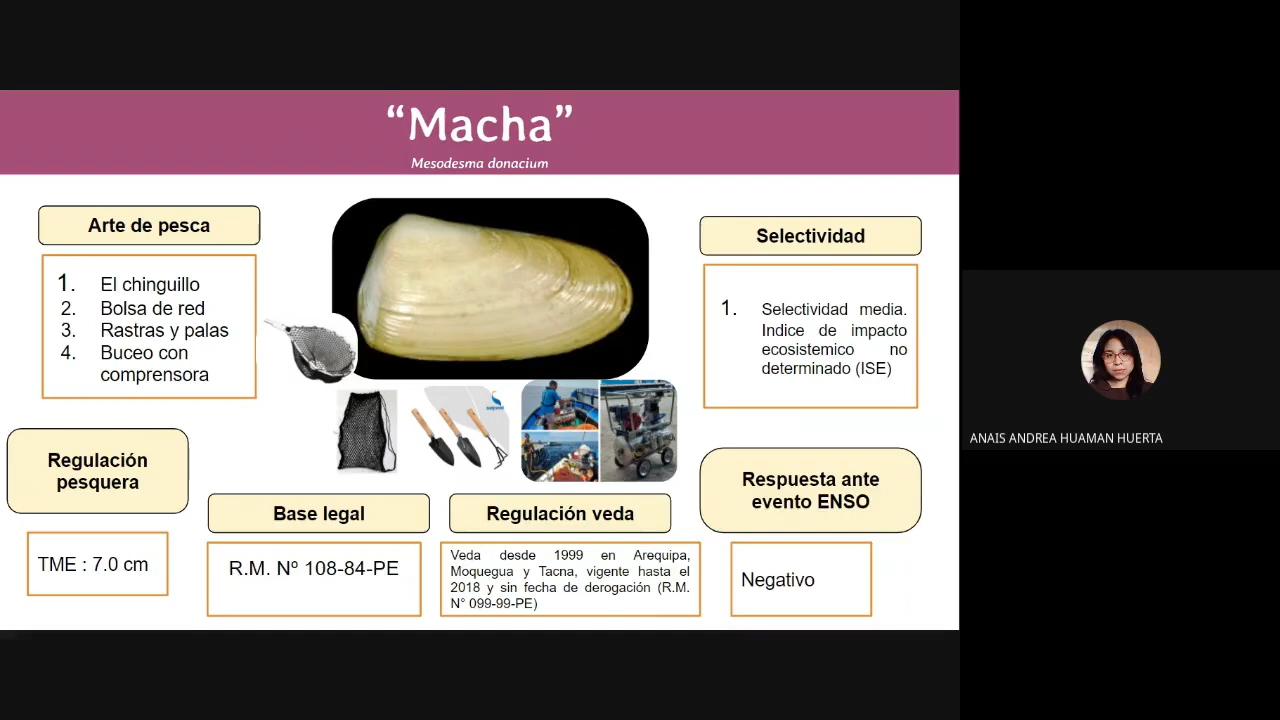 “Macha”
Mesodesma donacium
Arte de pesca
1. El chinguillo
2. Bolsa de red
3. Rastras y palas
4. Buceo con
comprensora
Selectividad
1. Selectividad media.
Indice de impacto
ecosistemico no
determinado (ISE)
ANAIS ANDREA HUAMAN HUERTA
Regulación
pesquera
TME : 7.0 cm
Base legal
R.M. Nº 108-84-PE
Regulación veda
Veda desde 1999 en Arequipa,
Moquegua y Tacna, vigente hasta el
2018 y sin fecha de derogación (R.M.
N° 099-99-PE)
Respuesta ante
evento ENSO
Negativo